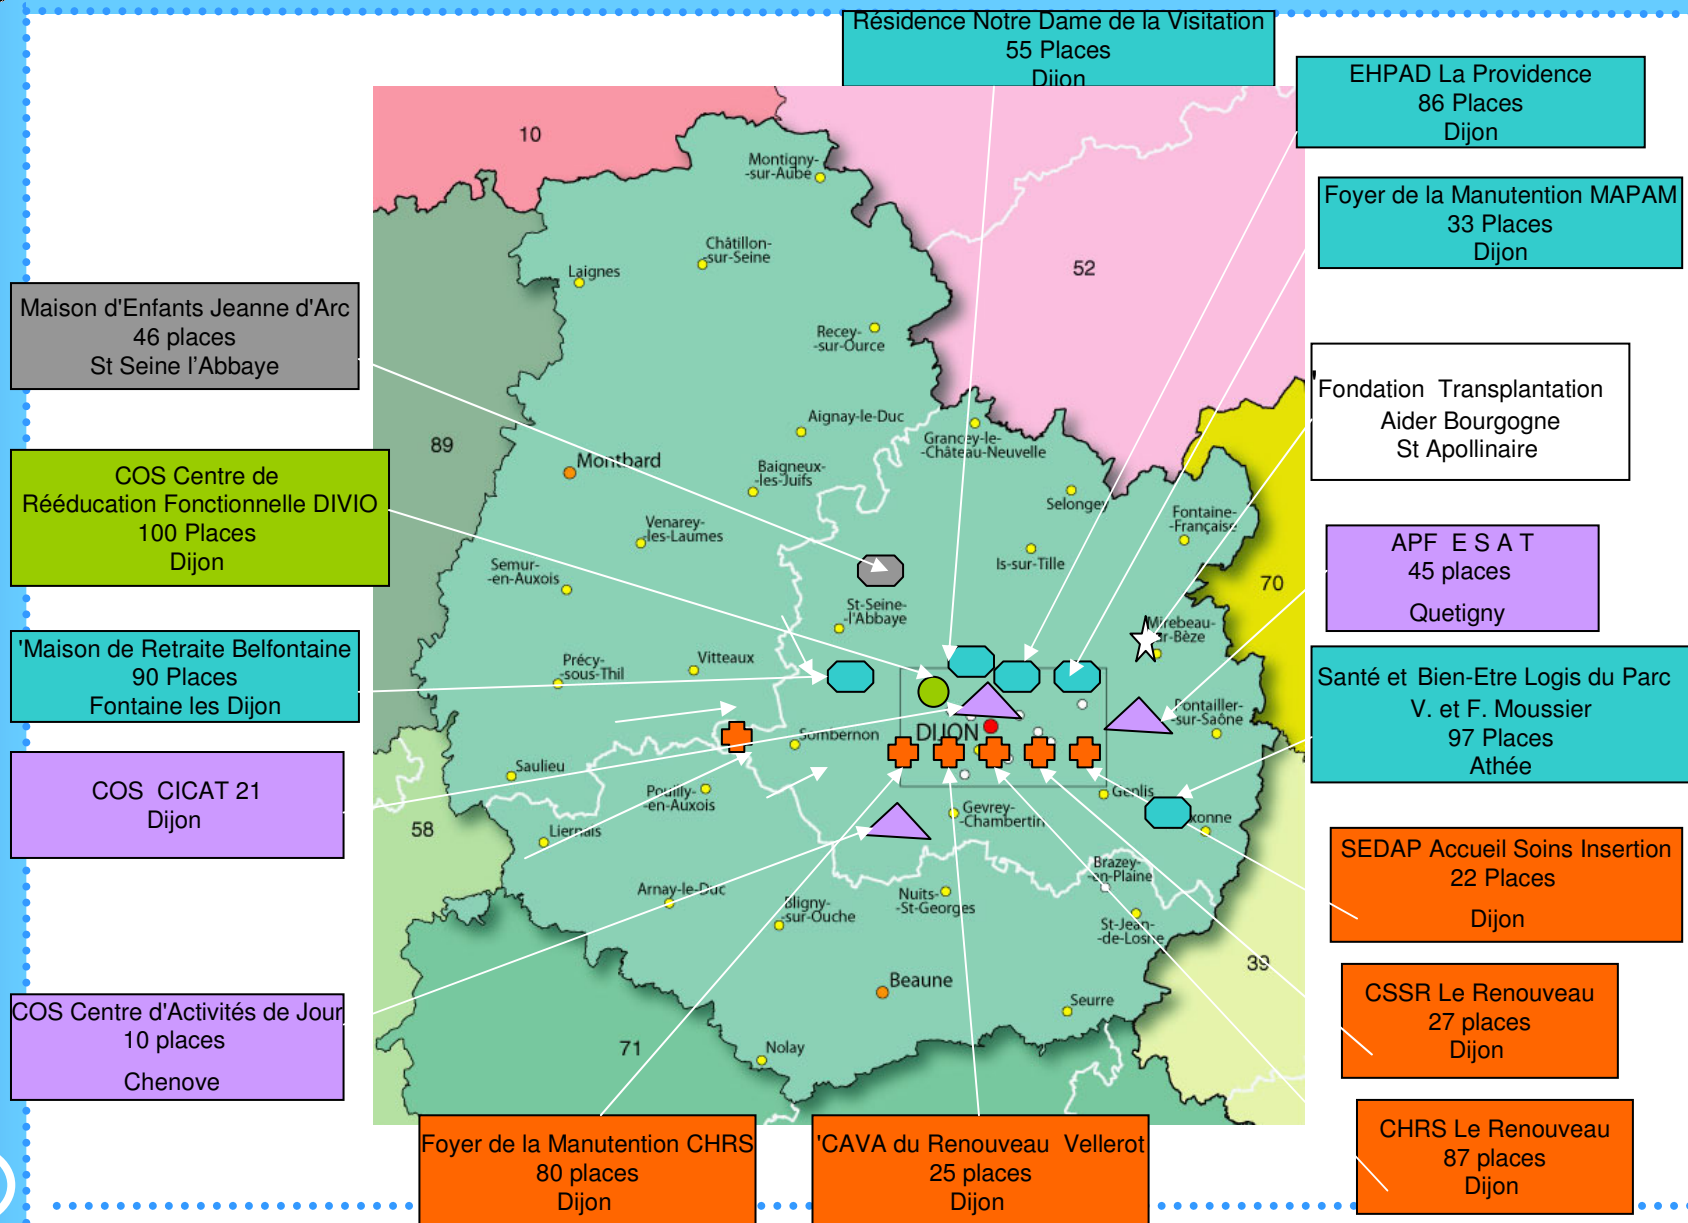 Résidence Notre Dame de la Visitation
55 Places
Dijon
EHPAD La Providence
86 Places
Dijon
Foyer de la Manutention MAPAM
33 Places
Dijon
Maison d'Enfants Jeanne d'Arc
46 places
St Seine l'Abbaye
'Fondation Transplantation
Aider Bourgogne
St Apollinaire
COS Centre de
Rééducation Fonctionnelle DIVIO
100 Places
Dijon
APF E S A T
45 places
Quetigny
'Maison de Retraite Belfontaine
90 Places
Fontaine les Dijon
Santé et Bien-Etre Logis du Parc
V. et F. Moussier
97 Places
Athée
COS CICAT 21
Dijon
SEDAP Accueil Soins Insertion
22 Places
Dijon
COS Centre d'Activités de Jour
10 places
Chenove
CSSR Le Renouveau
27 places
Dijon
Foyer de la Manutention CHRS
80 places
Dijon
'CAVA du Renouveau Vellerot
25 places
Dijon
CHRS Le Renouveau
87 places
Dijon
10
Montigny-
-sur-Aube
52
Châtillon-
-sur-Seine
Laignes
Recey-
-sur-Ource
Aignay-le-Duc
Grancey-le-
-Château-Neuvelle
89
Montbard
Baigneux-
-les-Juifs
Selongey
Fontaine-
-Française
Venarey-
-les-Laumes
Is-sur-Tille
Semur-
-en-Auxois
70
St-Seine-
-l'Abbaye
Mirebeau-
-sur-Bèze
Précy-
-sous-Thil
Vitteaux
Pontailler-
-sur-Saône
DIJON
Sombernon
Saulieu
Pouilly-
-en-Auxois
Genlis
Gevrey-
-Chambertin
58
Liernais
xonne
Brazey-
-en-Plaine
Arnay-le-Duc
Bligny-
-sur-Ouche
Nuits-
-St-Georges
St-Jean-
-de-Losne
39
Beaune
Seurre
71
Nolay